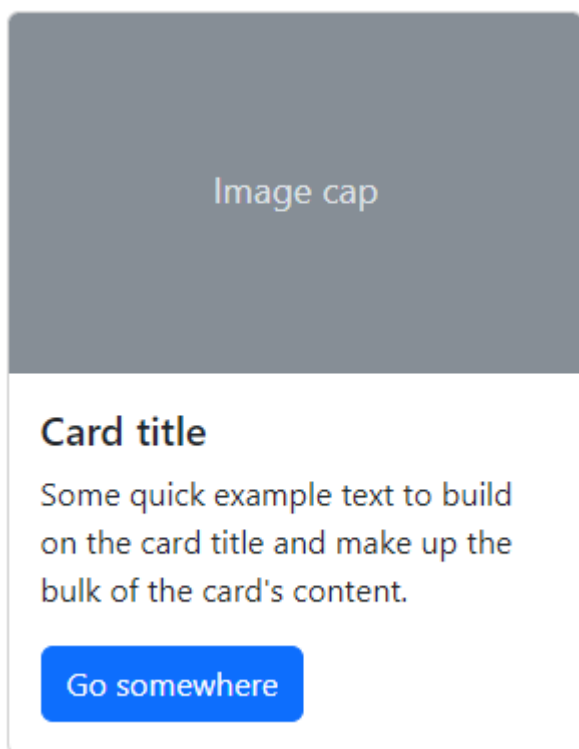 Image cap
Card title
Some quick example text to build
on the card title and make up the
bulk of the card's content.
Go somewhere